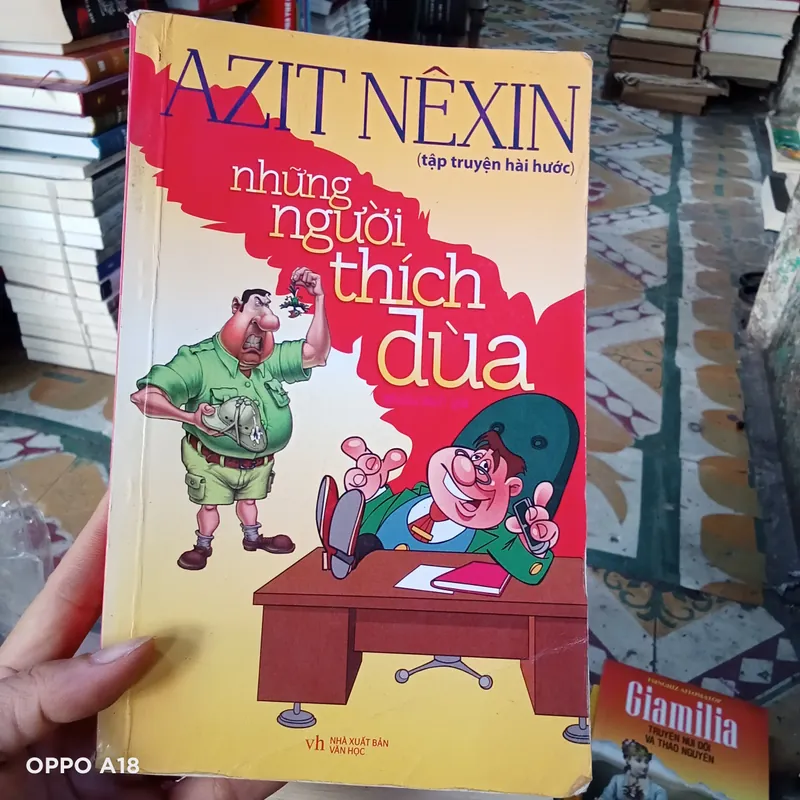 AZIT NÊXIN
(tập truyện hài hước)
những
người
thích
đùa
vh NHÀ XUẤT BẢN
VĂN HỌC
Giamilia
TRUYỆN NÚI ĐỒI
VÀ THẢO NGUYÊN
OPPO A18